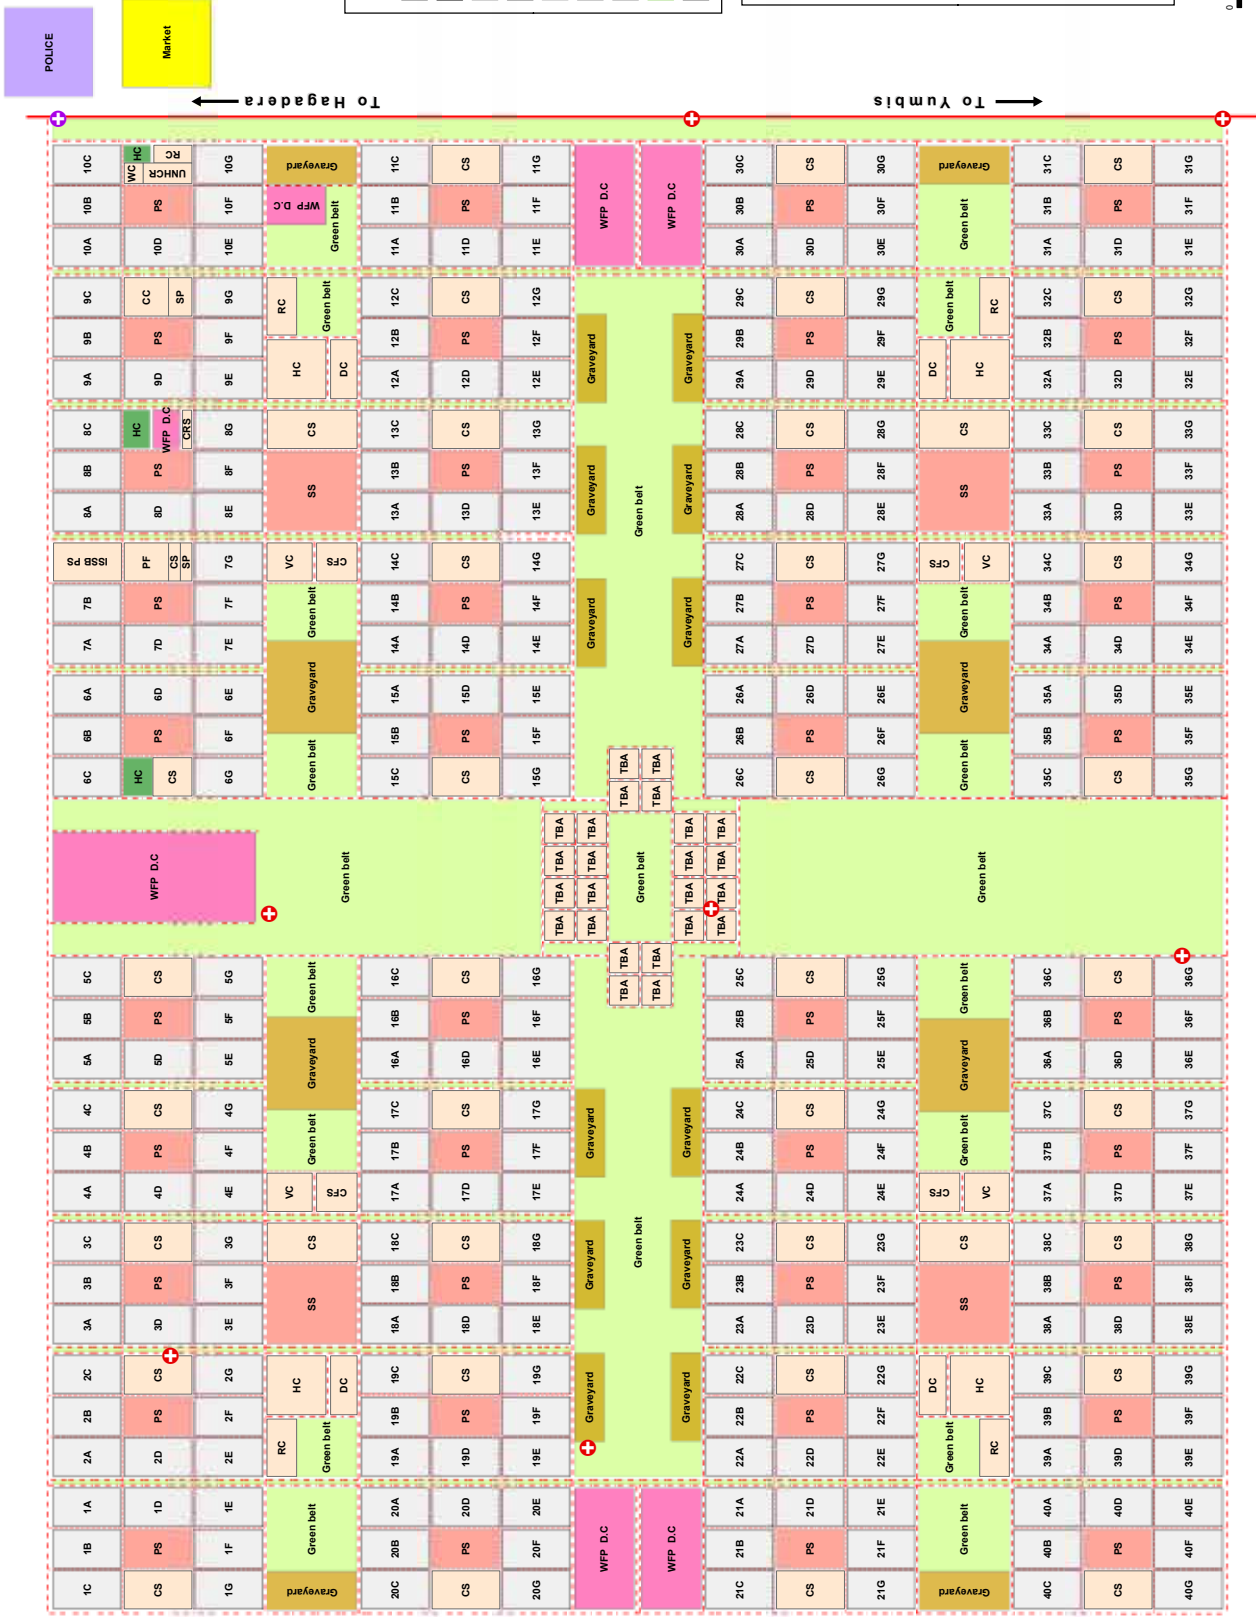 POLICE
Market
0
To Hagadera
To Yumbis
10C HC RC WC UNHCR 10G Graveyard 11C CS 11G WFP D.C WFP D.C 30C CS 30G Graveyard 31C CS 31G
10B PS 10F WFP D.C Green belt 11B PS 11F 30B PS 30F Green belt 31B PS 31F
10A 10D 10E 11A 11D 11E 30A 30D 30E 31A 31D 31E
9C CC SP 9G RC Green belt 12C CS 12G 29C CS 29G Green belt RC 32C CS 32G
9B PS 9F 12B PS 12F Graveyard Graveyard 29B PS 29F 32B PS 32F
9A 9D 9E HC DC 12A 12D 12E 29A 29D 29E DC HC 32A 32D 32E
8C HC WFP D.C CRS 8G CS 13C CS 13G 28C CS 28G CS 33C CS 33G
8B PS 8F SS 13B PS 13F Graveyard Green belt Graveyard 28B PS 28F SS 33B PS 33F
8A 8D 8E 13A 13D 13E 28A 28D 28E 33A 33D 33E
ISSB PS PF CS SP 7G VC CFS 14C CS 14G 27C CS 27G CFS VC 34C CS 34G
7B PS 7F Green belt 14B PS 14F Graveyard Graveyard 27B PS 27F Green belt 34B PS 34F
7A 7D 7E 14A 14D 14E 27A 27D 27E 34A 34D 34E
6A 6D 6E Graveyard 15A 15D 15E 26A 26D 26E Graveyard 35A 35D 35E
6B PS 6F Green belt 15B PS 15F 26B PS 26F Green belt 35B PS 35F
6C HC CS 6G 15C CS 15G TBA TBA 26C CS 26G 35C CS 35G
TBA TBA
TBA TBA TBA TBA
WFP D.C Green belt TBA TBA Green belt TBA TBA Green belt
TBA TBA TBA TBA
TBA TBA TBA TBA
TBA TBA
5C CS 5G Green belt 16C CS 16G TBA TBA 25C CS 25G Green belt 36C CS 36G
5B PS 5F 16B PS 16F 25B PS 25F 36B PS 36F
5A 5D 5E Graveyard 16A 16D 16E 25A 25D 25E Graveyard 36A 36D 36E
4C CS 4G 17C CS 17G 24C CS 24G 37C CS 37G
4B PS 4F Green belt 17B PS 17F Graveyard Graveyard 24B PS 24F Green belt 37B PS 37F
4A 4D 4E VC CFS 17A 17D 17E 24A 24D 24E CFS VC 37A 37D 37E
3C CS 3G CS 18C CS 18G Green belt 23C CS 23G CS 38C CS 38G
3B PS 3F SS 18B PS 18F Graveyard Graveyard 23B PS 23F SS 38B PS 38F
3A 3D 3E 18A 18D 18E 23A 23D 23E 38A 38D 38E
2C CS 2G HC DC 19C CS 19G 22C CS 22G DC HC 39C CS 39G
2B PS 2F 19B PS 19F Graveyard Graveyard 22B PS 22F 39B PS 39F
2A 2D 2E RC Green belt 19A 19D 19E 22A 22D 22E Green belt RC 39A 39D 39E
1A 1D 1E 20A 20D 20E 21A 21D 21E 40A 40D 40E
1B PS 1F Green belt 20B PS 20F WFP D.C WFP D.C 21B PS 21F Green belt 40B PS 40F
1C CS 1G Graveyard 20C CS 20G 21C CS 21G Graveyard 40C CS 40G